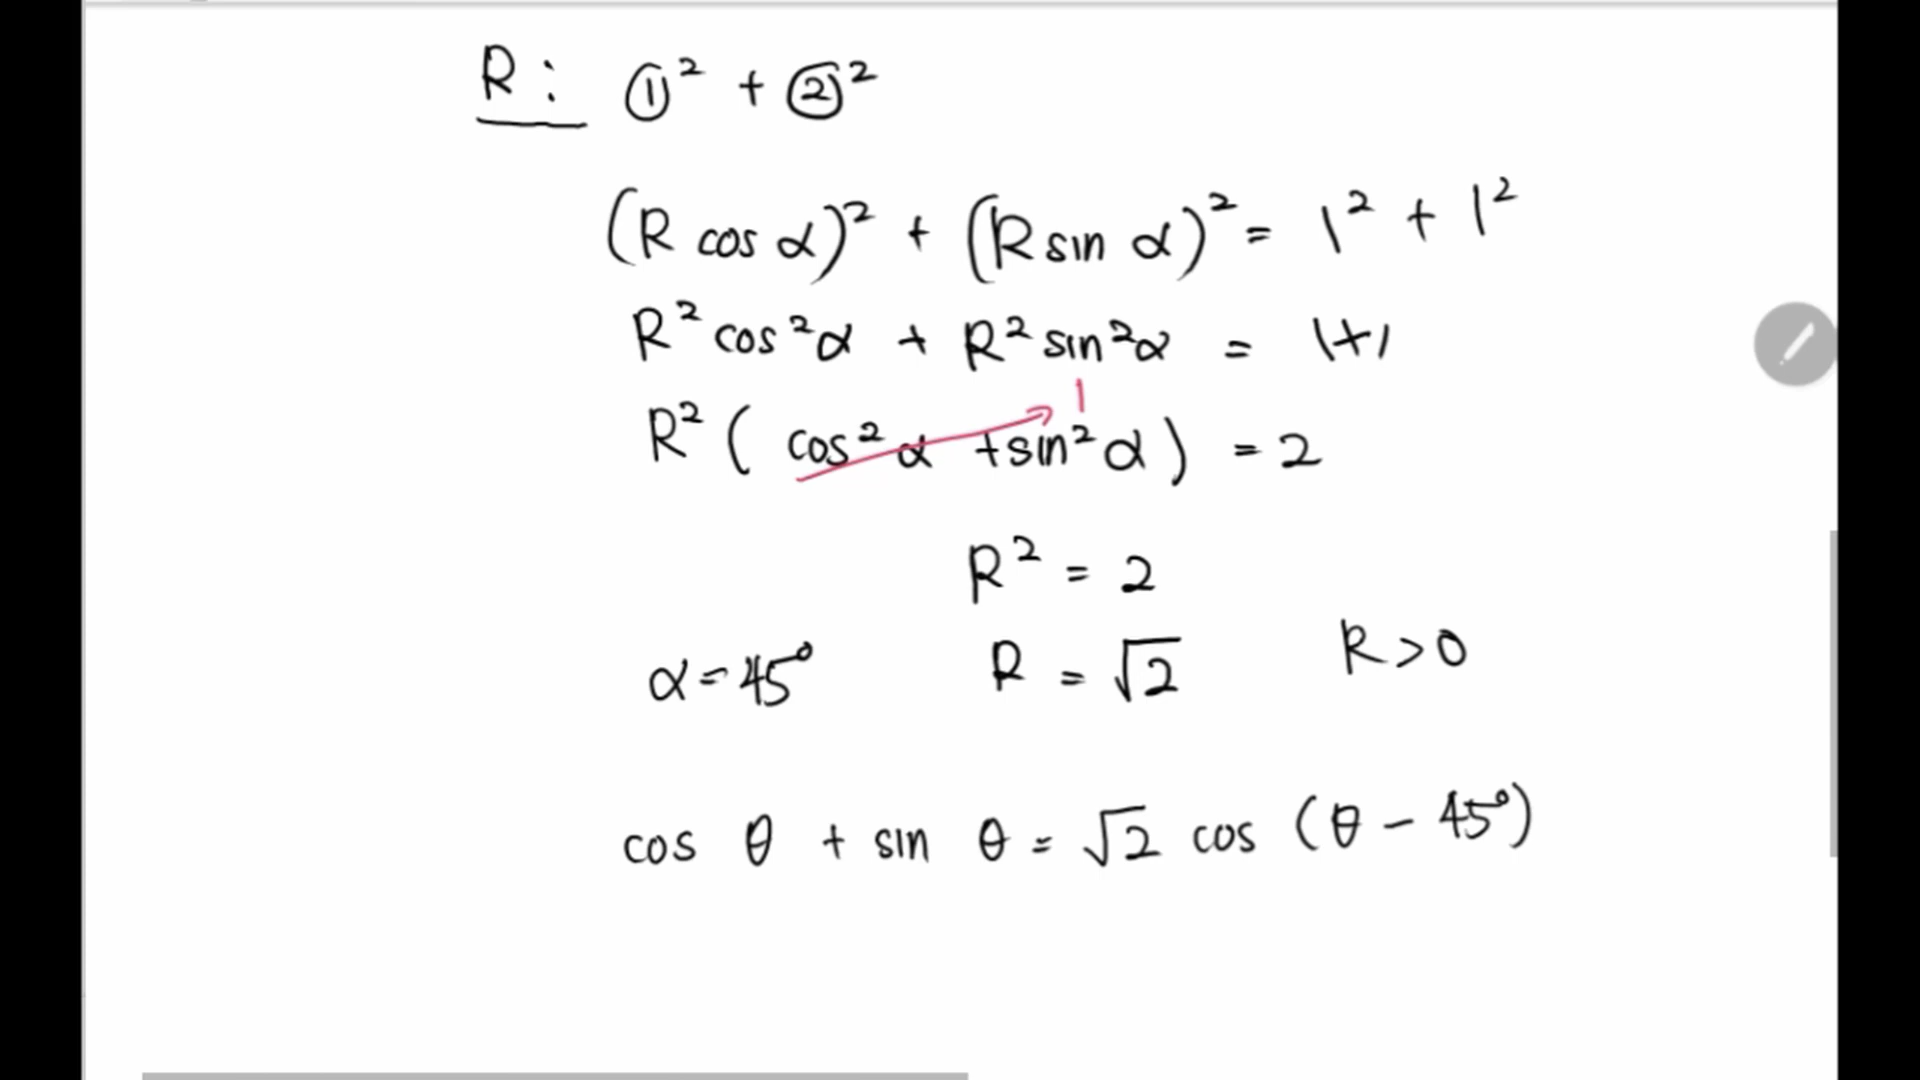 R: ①² + ②²
(R cos α)² + (R sin α)² = 1² + 1²
R² cos²α + R² sin²α = 1+1
1
R² ( cos²α + sin²α ) = 2
R² = 2
α = 45° R = √2 R > 0
cos θ + sin θ = √2 cos (θ - 45°)